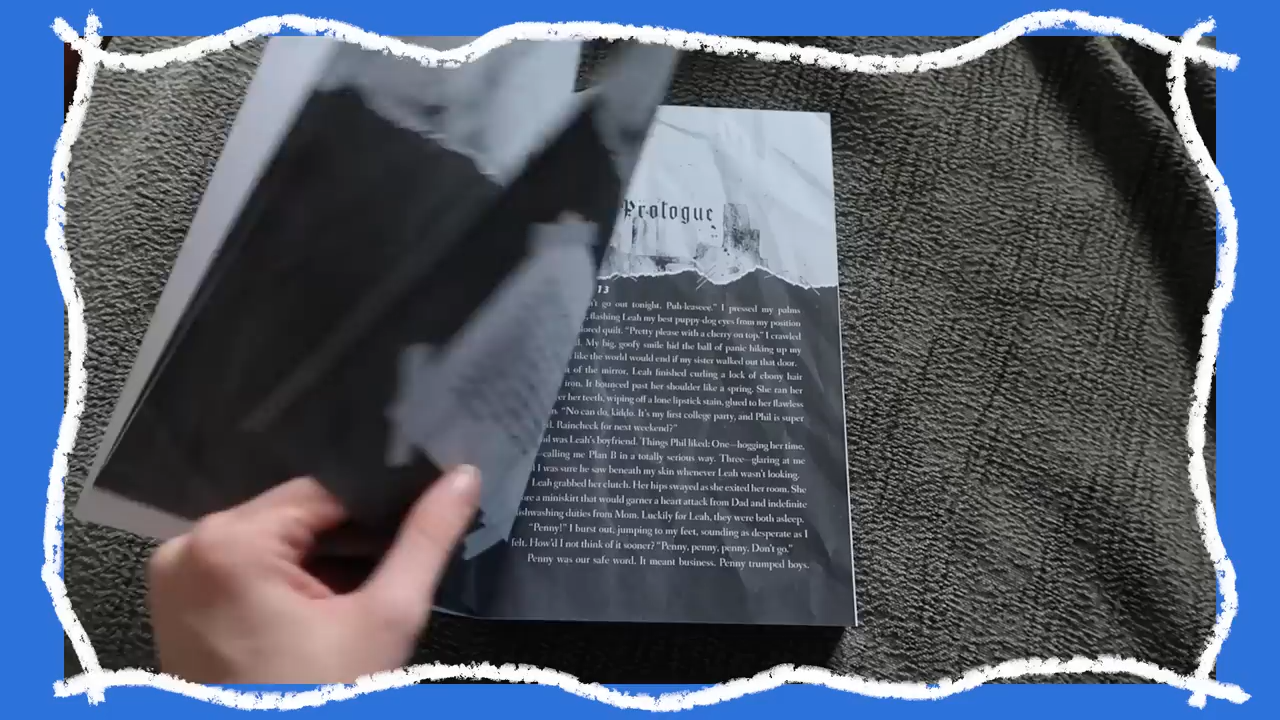 Prologue
13
go out tonight. Puh-leaseee." I pressed my palms
flashing Leah my best puppy-dog eyes from my position
quilt. "Pretty please with a cherry on top." I crawled
My big, goofy smile hid the ball of panic hiking up my
like the world would end if my sister walked out that door.
of the mirror, Leah finished curling a lock of ebony hair
iron. It bounced past her shoulder like a spring. She ran her
her teeth, wiping off a lone lipstick stain, glued to her flawless
"No can do, kiddo. It's my first college party, and Phil is super
Raincheck for next weekend?"
was Leah's boyfriend. Things Phil liked: One—hogging her time.
—calling me Plan B in a totally serious way. Three—glaring at me
I was sure he saw beneath my skin whenever Leah wasn't looking.
Leah grabbed her clutch. Her hips swayed as she exited her room. She
a miniskirt that would garner a heart attack from Dad and indefinite
duties from Mom. Luckily for Leah, they were both asleep.
"Penny!" I burst out, jumping to my feet, sounding as desperate as I
felt. How'd I not think of it sooner? "Penny, penny, penny. Don't go."
Penny was our safe word. It meant business. Penny trumped boys.